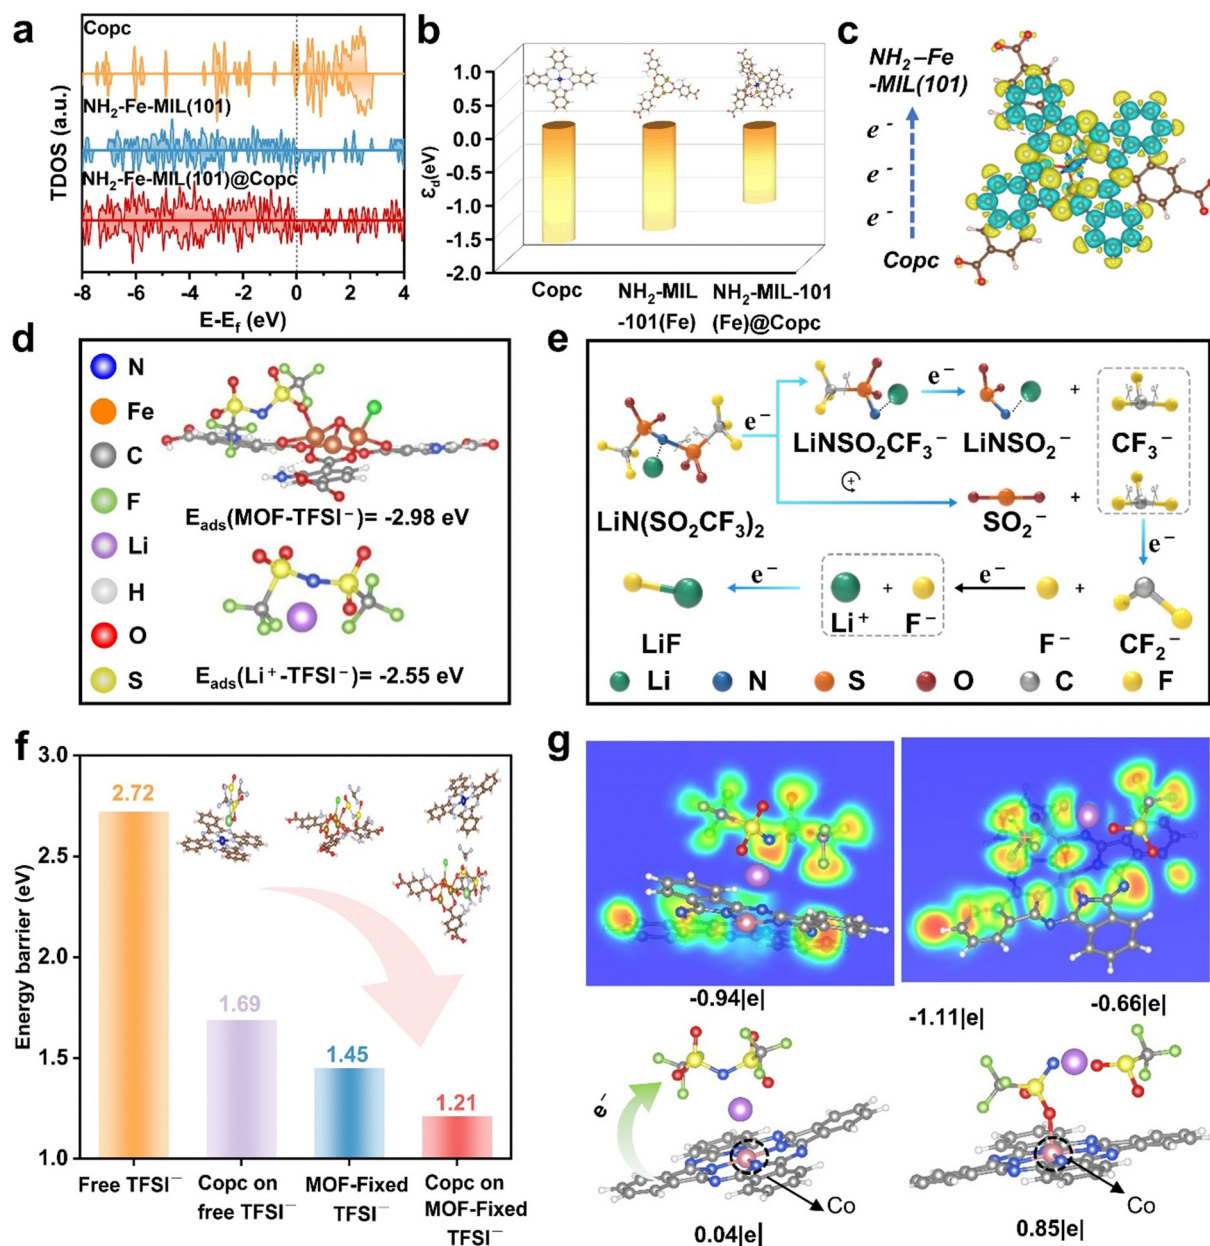 a
Copc
NH₂-Fe-MIL(101)
NH₂-Fe-MIL(101)@Copc
TDOS (a.u.)
-8 -6 -4 -2 0 2 4
E-Ef (eV)
b
1.0
0.5
0.0
-0.5
-1.0
-1.5
-2.0
εd(eV)
Copc
NH₂-MIL
-101(Fe)
NH₂-MIL-101
(Fe)@Copc
c
NH₂–Fe
-MIL(101)
e-
e-
e-
Copc
d
N
Fe
C
F
Li
H
O
S
Eads(MOF-TFSI⁻)= -2.98 eV
Eads(Li⁺-TFSI⁻)= -2.55 eV
e
LiN(SO₂CF₃)₂
e⁻
LiNSO₂CF₃⁻
e⁻
LiNSO₂⁻
+
CF₃⁻
+
SO₂⁻
+
e⁻
LiF
e⁻
Li⁺
+
F⁻
e⁻
F⁻
+
CF₂⁻
Li N S O C F
f
3.0
2.5
2.0
1.5
1.0
Energy barrier (eV)
2.72
1.69
1.45
1.21
Free TFSI⁻
Copc on
free TFSI⁻
MOF-Fixed
TFSI⁻
Copc on
MOF-Fixed
TFSI⁻
g
-0.94|e|
-1.11|e|
-0.66|e|
e⁻
Co
0.04|e|
Co
0.85|e|